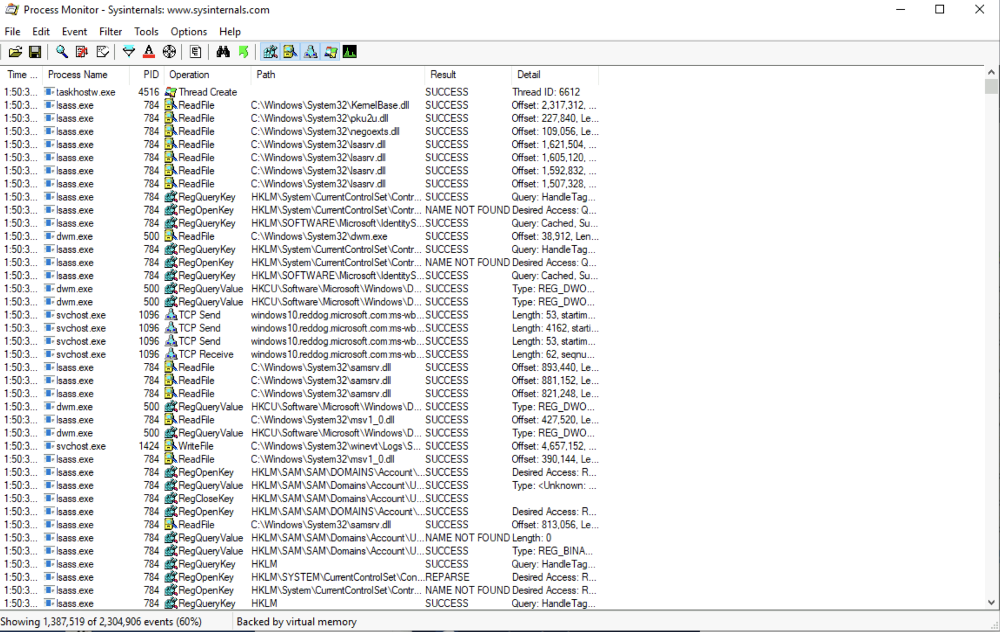 Process Monitor - Sysinternals: www.sysinternals.com
File Edit Event Filter Tools Options Help
Time ... Process Name PID Operation Path Result Detail
1:50:3... taskhostw.exe 4516 Thread Create SUCCESS Thread ID: 6612
1:50:3... lsass.exe 784 ReadFile C:\Windows\System32\KernelBase.dll SUCCESS Offset: 2,317,312, ...
1:50:3... lsass.exe 784 ReadFile C:\Windows\System32\pku2u.dll SUCCESS Offset: 227,840, Le...
1:50:3... lsass.exe 784 ReadFile C:\Windows\System32\negoexts.dll SUCCESS Offset: 109,056, Le...
1:50:3... lsass.exe 784 ReadFile C:\Windows\System32\lsasrv.dll SUCCESS Offset: 1,621,504, ...
1:50:3... lsass.exe 784 ReadFile C:\Windows\System32\lsasrv.dll SUCCESS Offset: 1,605,120, ...
1:50:3... lsass.exe 784 ReadFile C:\Windows\System32\lsasrv.dll SUCCESS Offset: 1,592,832, ...
1:50:3... lsass.exe 784 ReadFile C:\Windows\System32\lsasrv.dll SUCCESS Offset: 1,507,328, ...
1:50:3... lsass.exe 784 RegQueryKey HKLM\System\CurrentControlSet\Contr... SUCCESS Query: HandleTag...
1:50:3... lsass.exe 784 RegOpenKey HKLM\System\CurrentControlSet\Contr... NAME NOT FOUND Desired Access: Q...
1:50:3... lsass.exe 784 RegQueryKey HKLM\SOFTWARE\Microsoft\IdentityS... SUCCESS Query: Cached, Su...
1:50:3... dwm.exe 500 ReadFile C:\Windows\System32\dwm.exe SUCCESS Offset: 38,912, Len...
1:50:3... lsass.exe 784 RegQueryKey HKLM\System\CurrentControlSet\Contr... SUCCESS Query: HandleTag...
1:50:3... lsass.exe 784 RegOpenKey HKLM\System\CurrentControlSet\Contr... NAME NOT FOUND Desired Access: Q...
1:50:3... lsass.exe 784 RegQueryKey HKLM\SOFTWARE\Microsoft\IdentityS... SUCCESS Query: Cached, Su...
1:50:3... dwm.exe 500 RegQueryValue HKCU\Software\Microsoft\Windows\D... SUCCESS Type: REG_DWO...
1:50:3... dwm.exe 500 RegQueryValue HKCU\Software\Microsoft\Windows\D... SUCCESS Type: REG_DWO...
1:50:3... svchost.exe 1096 TCP Send windows10.reddog.microsoft.com:ms-wb... SUCCESS Length: 53, startim...
1:50:3... svchost.exe 1096 TCP Send windows10.reddog.microsoft.com:ms-wb... SUCCESS Length: 4162, starti...
1:50:3... svchost.exe 1096 TCP Send windows10.reddog.microsoft.com:ms-wb... SUCCESS Length: 53, startim...
1:50:3... svchost.exe 1096 TCP Receive windows10.reddog.microsoft.com:ms-wb... SUCCESS Length: 62, seqnu...
1:50:3... lsass.exe 784 ReadFile C:\Windows\System32\samsrv.dll SUCCESS Offset: 893,440, Le...
1:50:3... lsass.exe 784 ReadFile C:\Windows\System32\samsrv.dll SUCCESS Offset: 881,152, Le...
1:50:3... lsass.exe 784 ReadFile C:\Windows\System32\samsrv.dll SUCCESS Offset: 821,248, Le...
1:50:3... dwm.exe 500 RegQueryValue HKCU\Software\Microsoft\Windows\D... SUCCESS Type: REG_DWO...
1:50:3... lsass.exe 784 ReadFile C:\Windows\System32\msv1_0.dll SUCCESS Offset: 427,520, Le...
1:50:3... dwm.exe 500 RegQueryValue HKCU\Software\Microsoft\Windows\D... SUCCESS Type: REG_DWO...
1:50:3... svchost.exe 1424 WriteFile C:\Windows\System32\winevt\Logs\S... SUCCESS Offset: 4,657,152, ...
1:50:3... lsass.exe 784 ReadFile C:\Windows\System32\msv1_0.dll SUCCESS Offset: 390,144, Le...
1:50:3... lsass.exe 784 RegOpenKey HKLM\SAM\SAM\DOMAINS\Account\... SUCCESS Desired Access: R...
1:50:3... lsass.exe 784 RegQueryValue HKLM\SAM\SAM\Domains\Account\U... SUCCESS Type: <Unknown: ...
1:50:3... lsass.exe 784 RegCloseKey HKLM\SAM\SAM\Domains\Account\U... SUCCESS
1:50:3... lsass.exe 784 RegOpenKey HKLM\SAM\SAM\DOMAINS\Account\... SUCCESS Desired Access: R...
1:50:3... lsass.exe 784 ReadFile C:\Windows\System32\samsrv.dll SUCCESS Offset: 813,056, Le...
1:50:3... lsass.exe 784 RegQueryValue HKLM\SAM\SAM\Domains\Account\U... NAME NOT FOUND Length: 0
1:50:3... lsass.exe 784 RegQueryValue HKLM\SAM\SAM\Domains\Account\U... SUCCESS Type: REG_BINA...
1:50:3... lsass.exe 784 RegQueryKey HKLM SUCCESS Query: HandleTag...
1:50:3... lsass.exe 784 RegOpenKey HKLM\SYSTEM\CurrentControlSet\Con... REPARSE Desired Access: R...
1:50:3... lsass.exe 784 RegOpenKey HKLM\System\CurrentControlSet\Contr... NAME NOT FOUND Desired Access: R...
1:50:3... lsass.exe 784 RegQueryKey HKLM SUCCESS Query: HandleTag...
Showing 1,387,519 of 2,304,906 events (60%) Backed by virtual memory